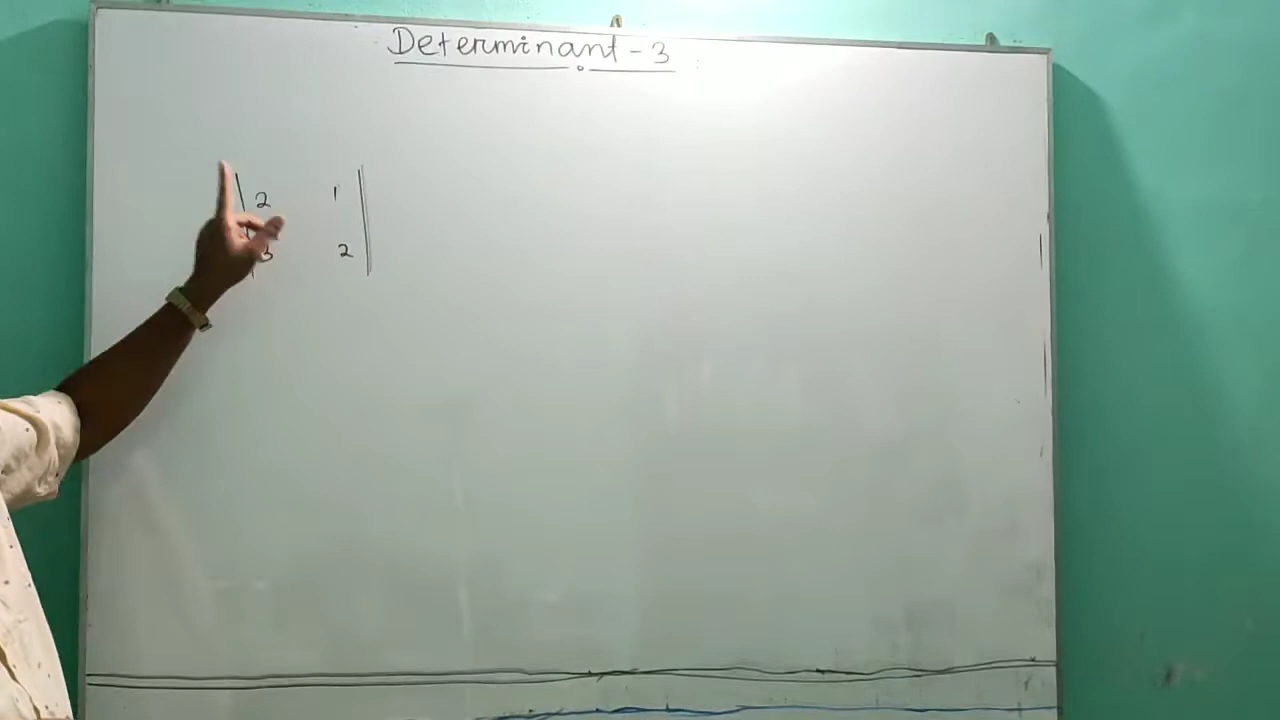 Determinant - 3
| 2 1 |
| 3 2 |